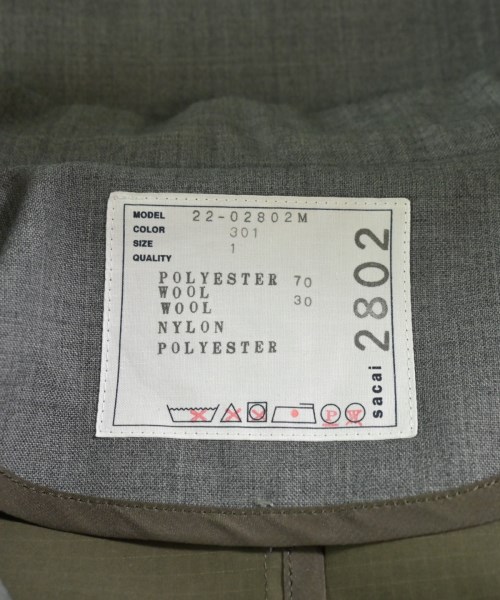 MODEL 22-02802M
COLOR 301
SIZE 1
QUALITY
POLYESTER 70
WOOL 30
WOOL
NYLON
POLYESTER
P W
sacai 2802